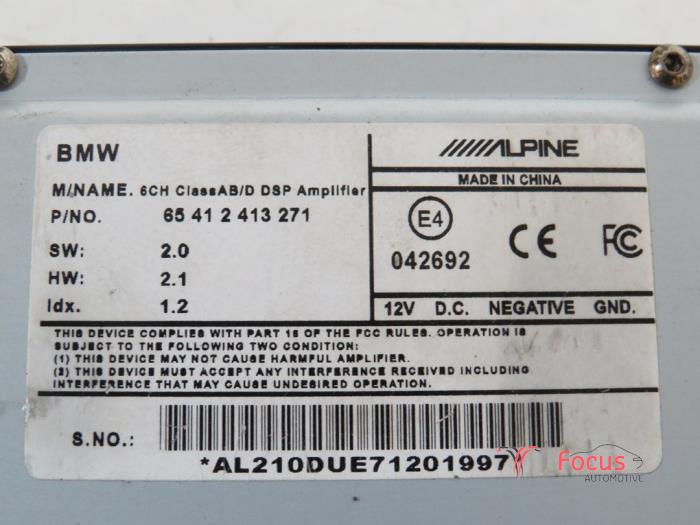 BMW
ALPINE
M/NAME. 6CH ClassAB/D DSP Amplifier
MADE IN CHINA
P/NO. 65 41 2 413 271
E4
042692
CE FC
SW: 2.0
HW: 2.1
Idx. 1.2
12V D.C. NEGATIVE GND.
THIS DEVICE COMPLIES WITH PART 15 OF THE FCC RULES. OPERATION IS
SUBJECT TO THE FOLLOWING TWO CONDITION:
(1) THIS DEVICE MAY NOT CAUSE HARMFUL AMPLIFIER.
(2) THIS DEVICE MUST ACCEPT ANY INTERFERENCE RECEIVED INCLUDING
INTERFERENCE THAT MAY CAUSE UNDESIRED OPERATION.
S.NO.:
*AL210DUE71201997
Focus
AUTOMOTIVE